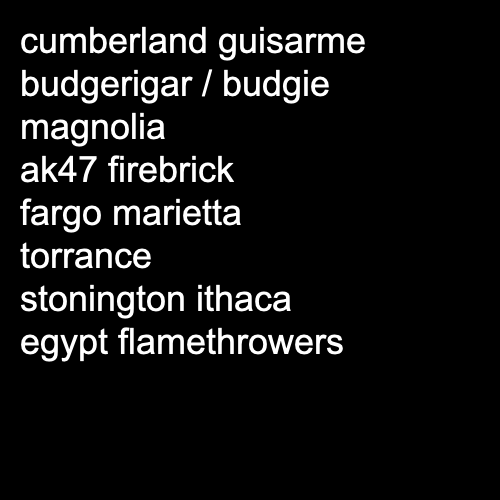 cumberland guisarme
budgerigar / budgie
magnolia
ak47 firebrick
fargo marietta
torrance
stonington ithaca
egypt flamethrowers